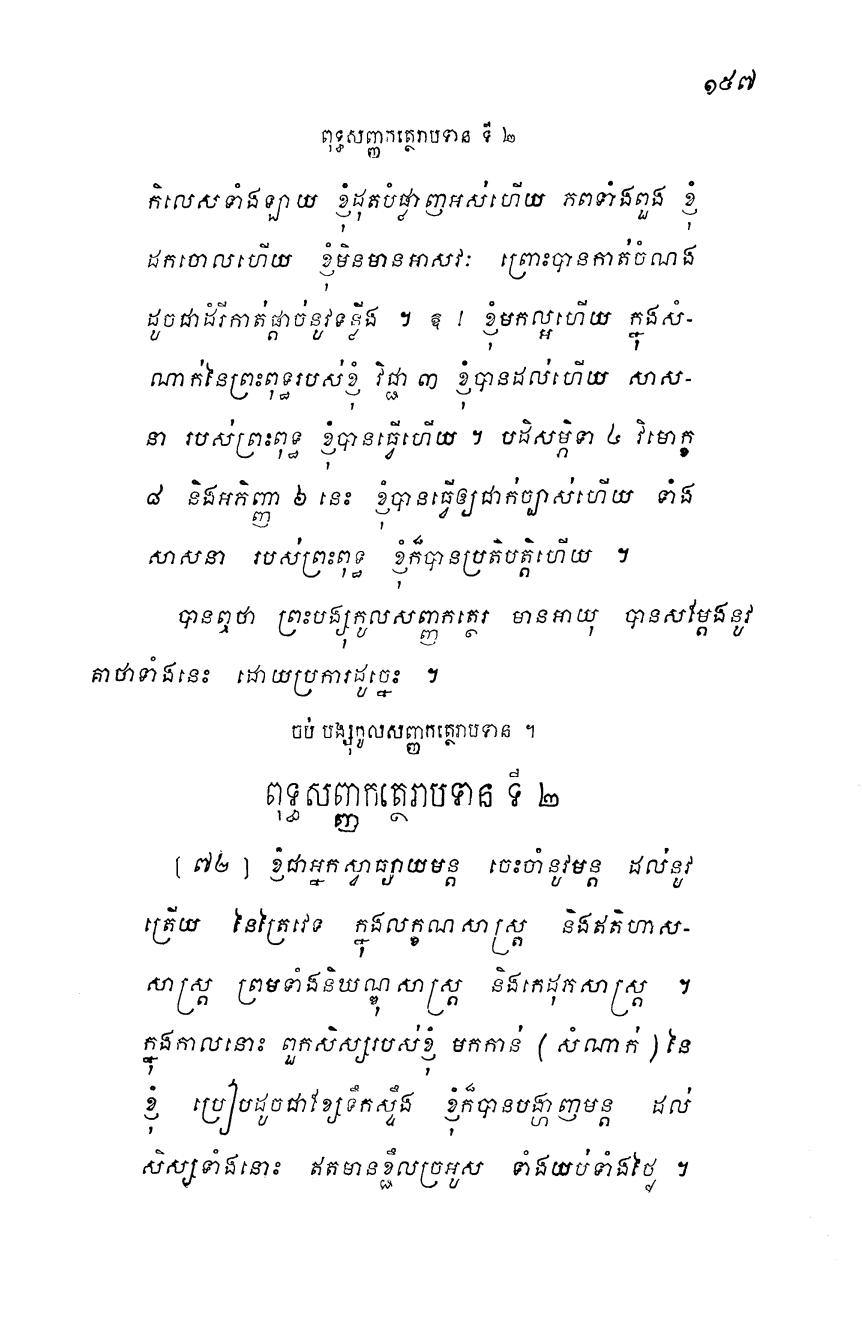 ១៥៧
ពុទ្ធសញ្ញកត្ថេរាបទាន ទី ២
កិលេសទាំងឡាយ ខ្ញុំដុតបំផ្លាញអស់ហើយ ភពទាំងពួង ខ្ញុំ
ដកចោលហើយ ខ្ញុំមិនមានអាសវៈ ព្រោះបានកាត់ចំណង
ដូចជាដំរីកាត់ផ្តាច់នូវទន្លីង ។ ឱ ! ខ្ញុំមកល្អហើយ ក្នុងសំ-
ណាក់នៃព្រះពុទ្ធរបស់ខ្ញុំ វិជ្ជា ៣ ខ្ញុំបានដល់ហើយ សាស-
នា របស់ព្រះពុទ្ធ ខ្ញុំបានធ្វើហើយ ។ បដិសម្ភិទា ៤ វិមោក្ខ
៨ និងអភិញ្ញា ៦ នេះ ខ្ញុំបានធ្វើឲ្យជាក់ច្បាស់ហើយ ទាំង
សាសនា របស់ព្រះពុទ្ធ ខ្ញុំក៏បានប្រតិបត្តិហើយ ។
បានឮថា ព្រះបង្សុកូលសញ្ញកត្ថេរ មានអាយុ បានសម្តែងនូវ
គាថាទាំងនេះ ដោយប្រការដូច្នេះ ។
ចប់ បង្សុកូលសញ្ញកត្ថេរាបទាន ។
ពុទ្ធសញ្ញកត្ថេរាបទាន ទី ២
[ ៧២ ] ខ្ញុំជាអ្នកស្វាធ្យាយមន្ត ចេះចាំនូវមន្ត ដល់នូវ
ត្រើយ នៃត្រៃវេទ ក្នុងលក្ខណសាស្ត្រ និងឥតិហាស-
សាស្ត្រ ព្រមទាំងនិឃណ្ឌុសាស្ត្រ និងកេដុភសាស្ត្រ ។
ក្នុងកាលនោះ ពួកសិស្សរបស់ខ្ញុំ មកកាន់ ( សំណាក់ ) នៃ
ខ្ញុំ ប្រៀបដូចជាខ្សែទឹកស្ទឹង ខ្ញុំក៏បានបង្ហាញមន្ត ដល់
សិស្សទាំងនោះ ឥតមានខ្ជិលច្រអូស ទាំងយប់ទាំងថ្ងៃ ។